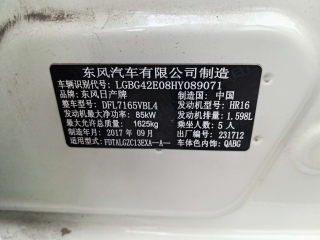 东风汽车有限公司制造
车辆识别代号: LGBG42E08HY089071
品牌: 东风日产牌 制造国: 中国
整车型号: DFL7165VBL4 发动机型号: HR16
发动机最大净功率: 85kW 发动机排量: 1.598L
最大允许总质量: 1625kg 乘坐人数: 5 人
制造年月: 2017 年 09 月 出厂编号: 231712
适用型式: FDTALGZC13EXA—A— 车体色内饰: QABG